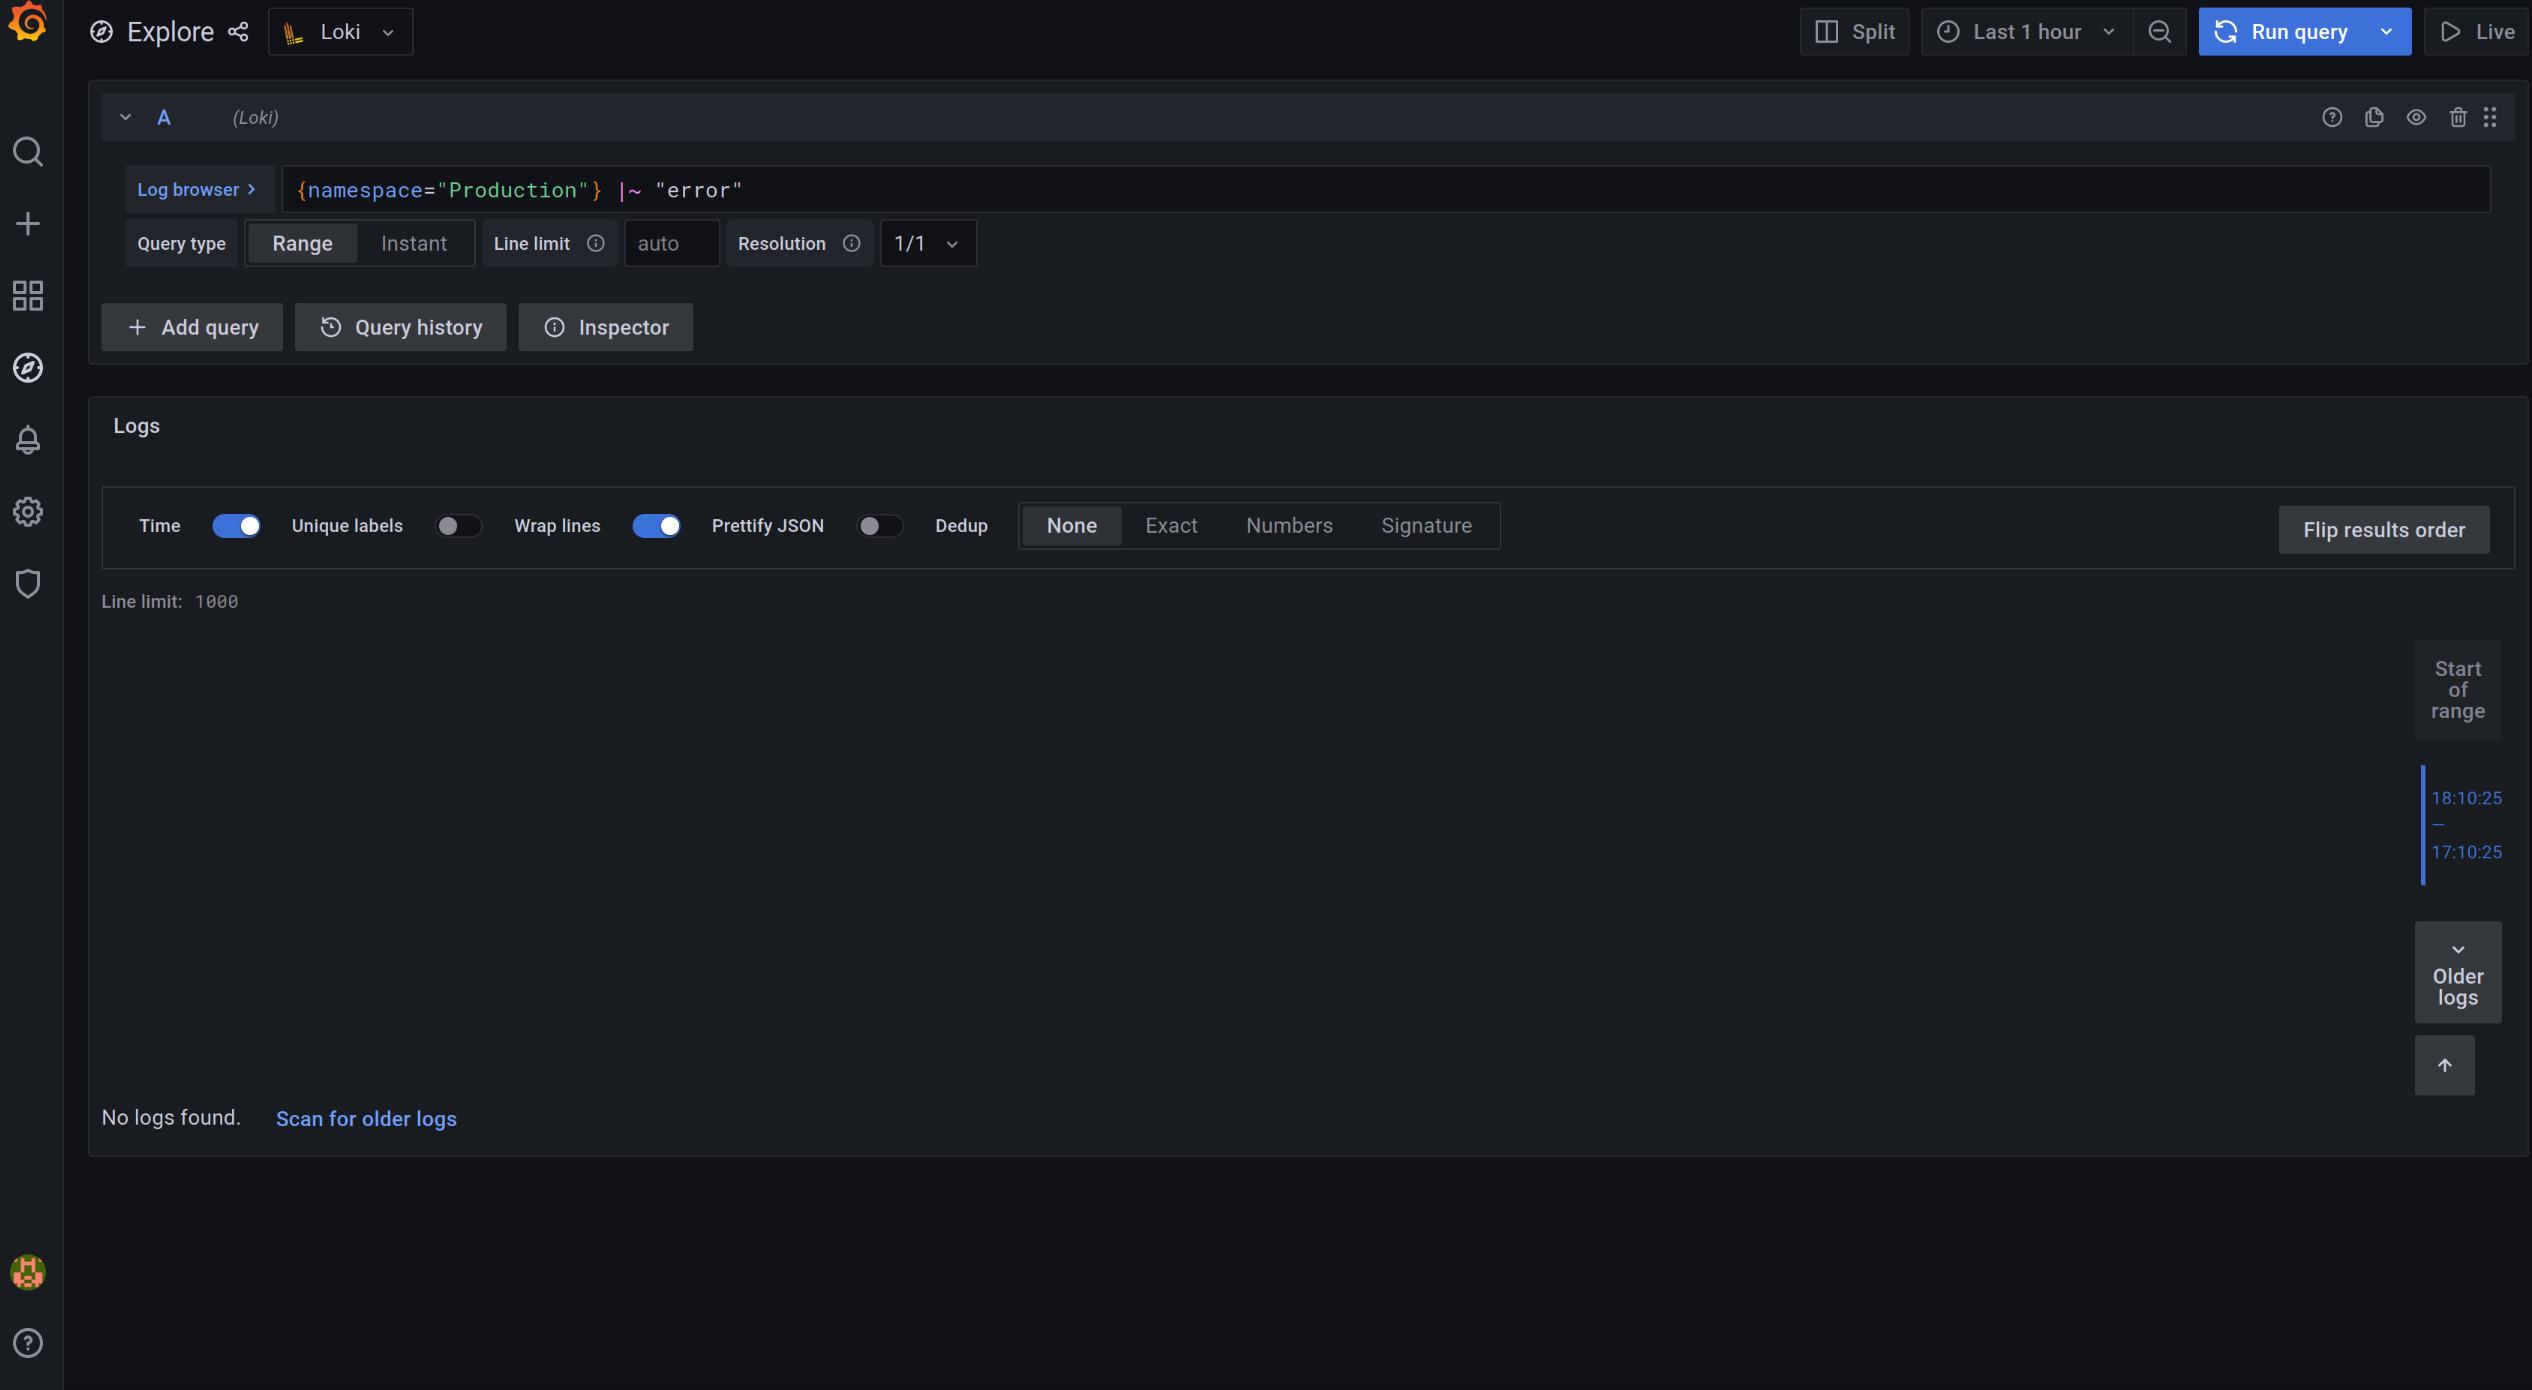 Explore
Loki
Split
Last 1 hour
Run query
Live
A
(Loki)
Log browser
{namespace="Production"} |~ "error"
Query type
Range
Instant
Line limit
auto
Resolution
1/1
Add query
Query history
Inspector
Logs
Time
Unique labels
Wrap lines
Prettify JSON
Dedup
None
Exact
Numbers
Signature
Flip results order
Line limit: 1000
Start
of
range
18:10:25
—
17:10:25
Older
logs
No logs found. Scan for older logs